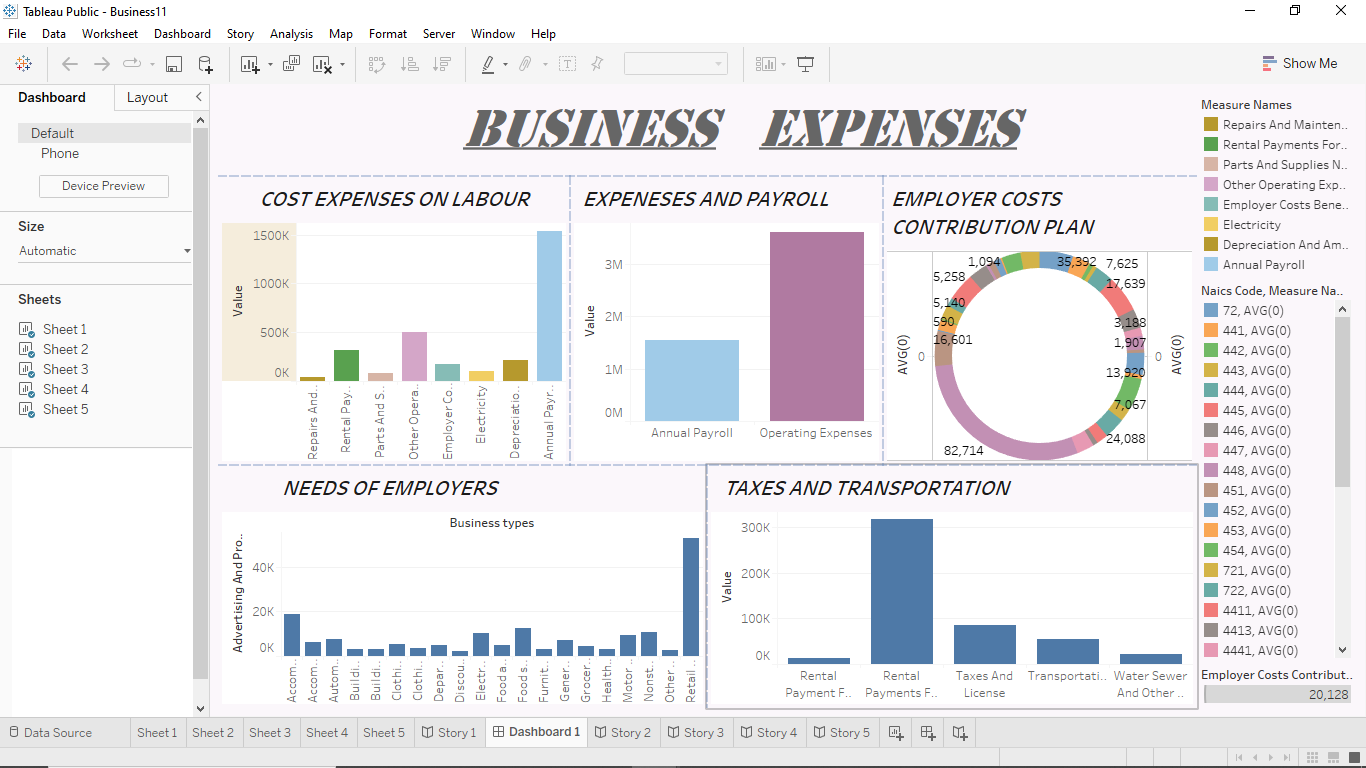 Tableau Public - Business11
File Data Worksheet Dashboard Story Analysis Map Format Server Window Help
Show Me
Dashboard Layout
Default
Phone
Device Preview
Size
Automatic
Sheets
Sheet 1
Sheet 2
Sheet 3
Sheet 4
Sheet 5
BUSINESS EXPENSES
COST EXPENSES ON LABOUR
1500K
1000K
500K
0K
Value
Repairs And..
Rental Pay..
Parts And S..
Other Opera..
Employer Co..
Electricity
Depreciatio..
Annual Payr..
EXPENESES AND PAYROLL
3M
2M
1M
0M
Value
Annual Payroll
Operating Expenses
EMPLOYER COSTS
CONTRIBUTION PLAN
AVG(0)
0
1,094
35,392
7,625
5,258
17,639
5,140
590
3,188
16,601
1,907
13,920
7,067
24,088
82,714
0
AVG(0)
NEEDS OF EMPLOYERS
Business types
Advertising And Pro..
40K
20K
0K
Accom..
Accom..
Autom..
Buildi..
Buildi..
Clothi..
Clothi..
Depar..
Discou..
Electr..
Food a..
Food s..
Furnit..
Gener..
Grocer..
Health..
Motor ..
Nonst..
Other ..
Retail ..
TAXES AND TRANSPORTATION
300K
200K
100K
0K
Value
Rental
Payment F..
Rental
Payments F..
Taxes And
License
Transportati..
Water Sewer
And Other ..
Measure Names
Repairs And Mainten..
Rental Payments For..
Parts And Supplies N..
Other Operating Exp..
Employer Costs Bene..
Electricity
Depreciation And Am..
Annual Payroll
Naics Code, Measure Na..
72, AVG(0)
441, AVG(0)
442, AVG(0)
443, AVG(0)
444, AVG(0)
445, AVG(0)
446, AVG(0)
447, AVG(0)
448, AVG(0)
451, AVG(0)
452, AVG(0)
453, AVG(0)
454, AVG(0)
721, AVG(0)
722, AVG(0)
4411, AVG(0)
4413, AVG(0)
4441, AVG(0)
Employer Costs Contribut..
20,128
Data Source Sheet 1 Sheet 2 Sheet 3 Sheet 4 Sheet 5 Story 1 Dashboard 1 Story 2 Story 3 Story 4 Story 5